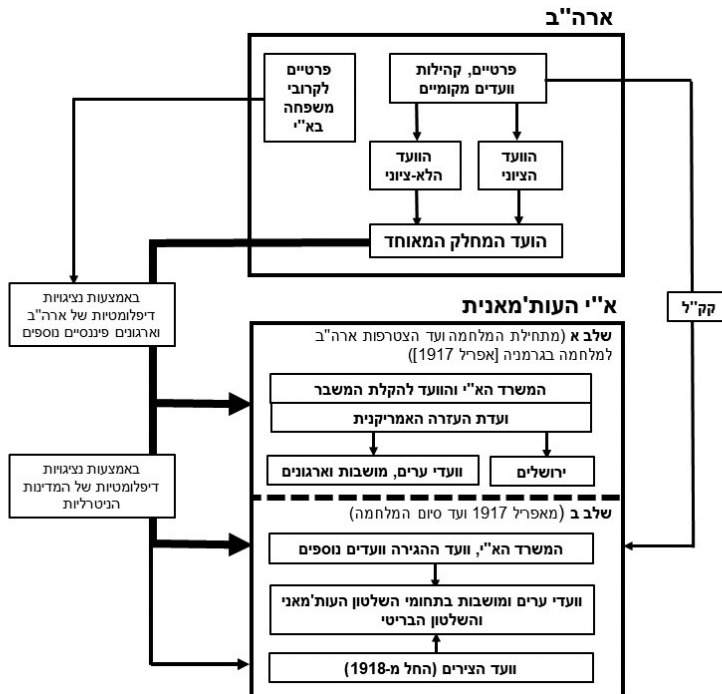 ארה"ב
פרטיים
לקרובי
משפחה
בא"י
פרטיים, קהילות
וועדים מקומיים
הוועד
הלא-ציוני
הוועד
הציוני
הועד המחלק המאוחד
באמצעות נציגויות
דיפלומטיות של ארה"ב
וארגונים פיננסיים נוספים
קק"ל
א"י העות'מאנית
שלב א (מתחילת המלחמה ועד הצטרפות ארה"ב
למלחמה בגרמניה [אפריל 1917])
המשרד הא"י והוועד להקלת המשבר
ועדת העזרה האמריקנית
וועדי ערים, מושבות וארגונים
ירושלים
באמצעות נציגויות
דיפלומטיות של המדינות
הניטרליות
שלב ב (מאפריל 1917 ועד סיום המלחמה)
המשרד הא"י, וועד ההגירה וועדים נוספים
וועדי ערים ומושבות בתחומי השלטון העות'מאני
והשלטון הבריטי
וועד הצירים (החל מ-1918)